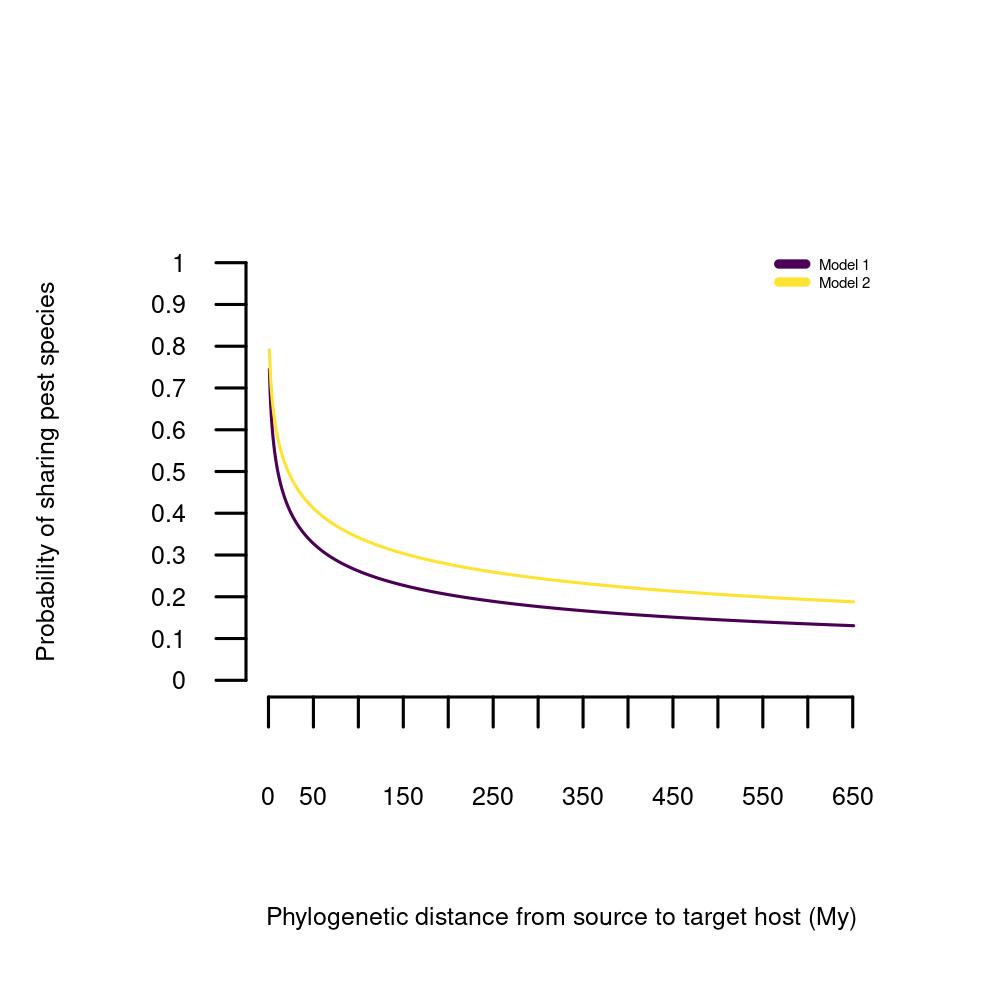 Model 1
Model 2
Probability of sharing pest species
1
0.9
0.8
0.7
0.6
0.5
0.4
0.3
0.2
0.1
0
0 50 150 250 350 450 550 650
Phylogenetic distance from source to target host (My)